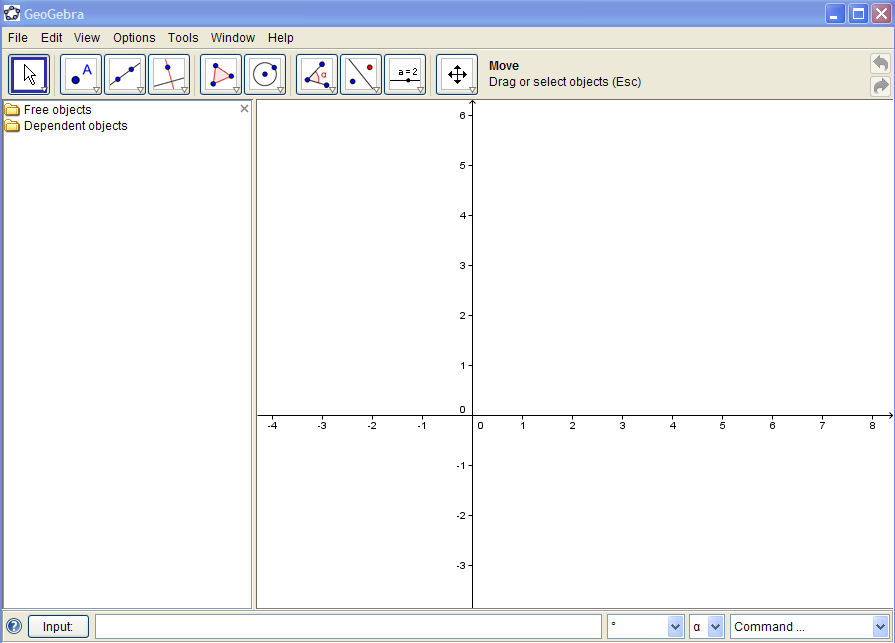 GeoGebra
File Edit View Options Tools Window Help
A
α
a = 2
Move
Drag or select objects (Esc)
Free objects
Dependent objects
6
5
4
3
2
1
0
-4 -3 -2 -1 0 1 2 3 4 5 6 7 8
-1
-2
-3
Input: ° α Command ...